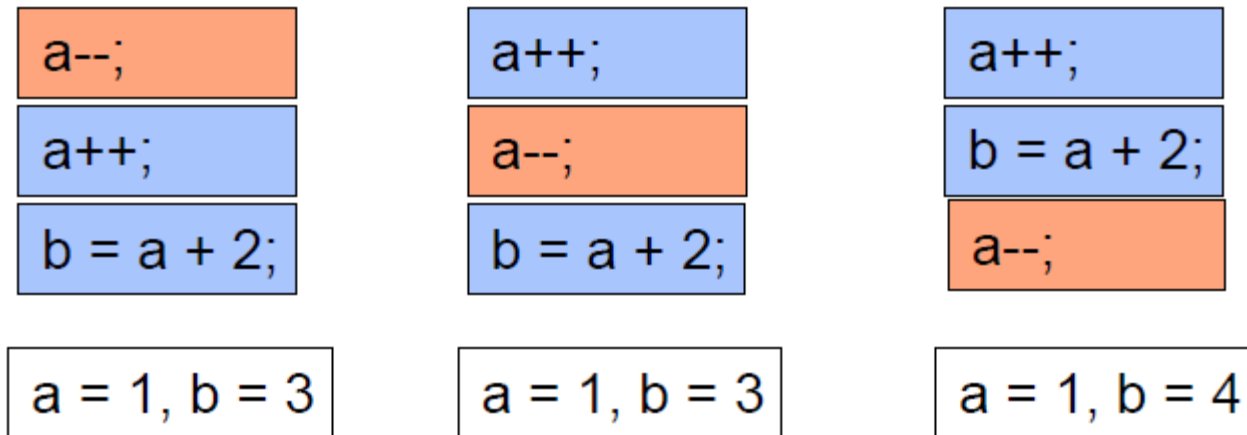 a--;
a++;
b = a + 2;
a = 1, b = 3
a++;
a--;
b = a + 2;
a = 1, b = 3
a++;
b = a + 2;
a--;
a = 1, b = 4